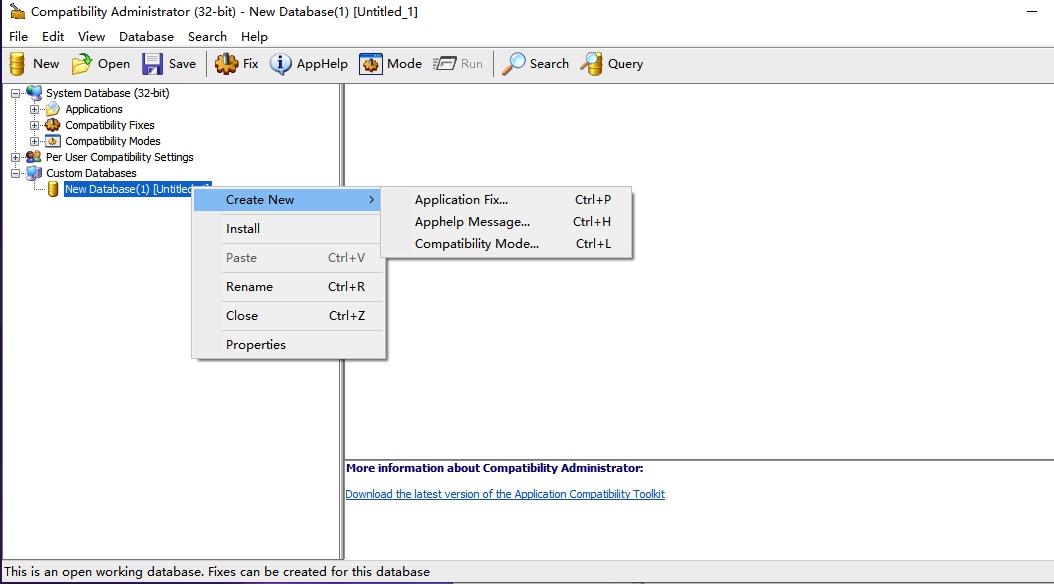 Compatibility Administrator (32-bit) - New Database(1) [Untitled_1]
File Edit View Database Search Help
New Open Save Fix AppHelp Mode Run Search Query
System Database (32-bit)
Applications
Compatibility Fixes
Compatibility Modes
Per User Compatibility Settings
Custom Databases
New Database(1) [Untitled_1]
Create New
Application Fix... Ctrl+P
Install
Apphelp Message... Ctrl+H
Compatibility Mode... Ctrl+L
Paste Ctrl+V
Rename Ctrl+R
Close Ctrl+Z
Properties
More information about Compatibility Administrator:
Download the latest version of the Application Compatibility Toolkit
This is an open working database. Fixes can be created for this database